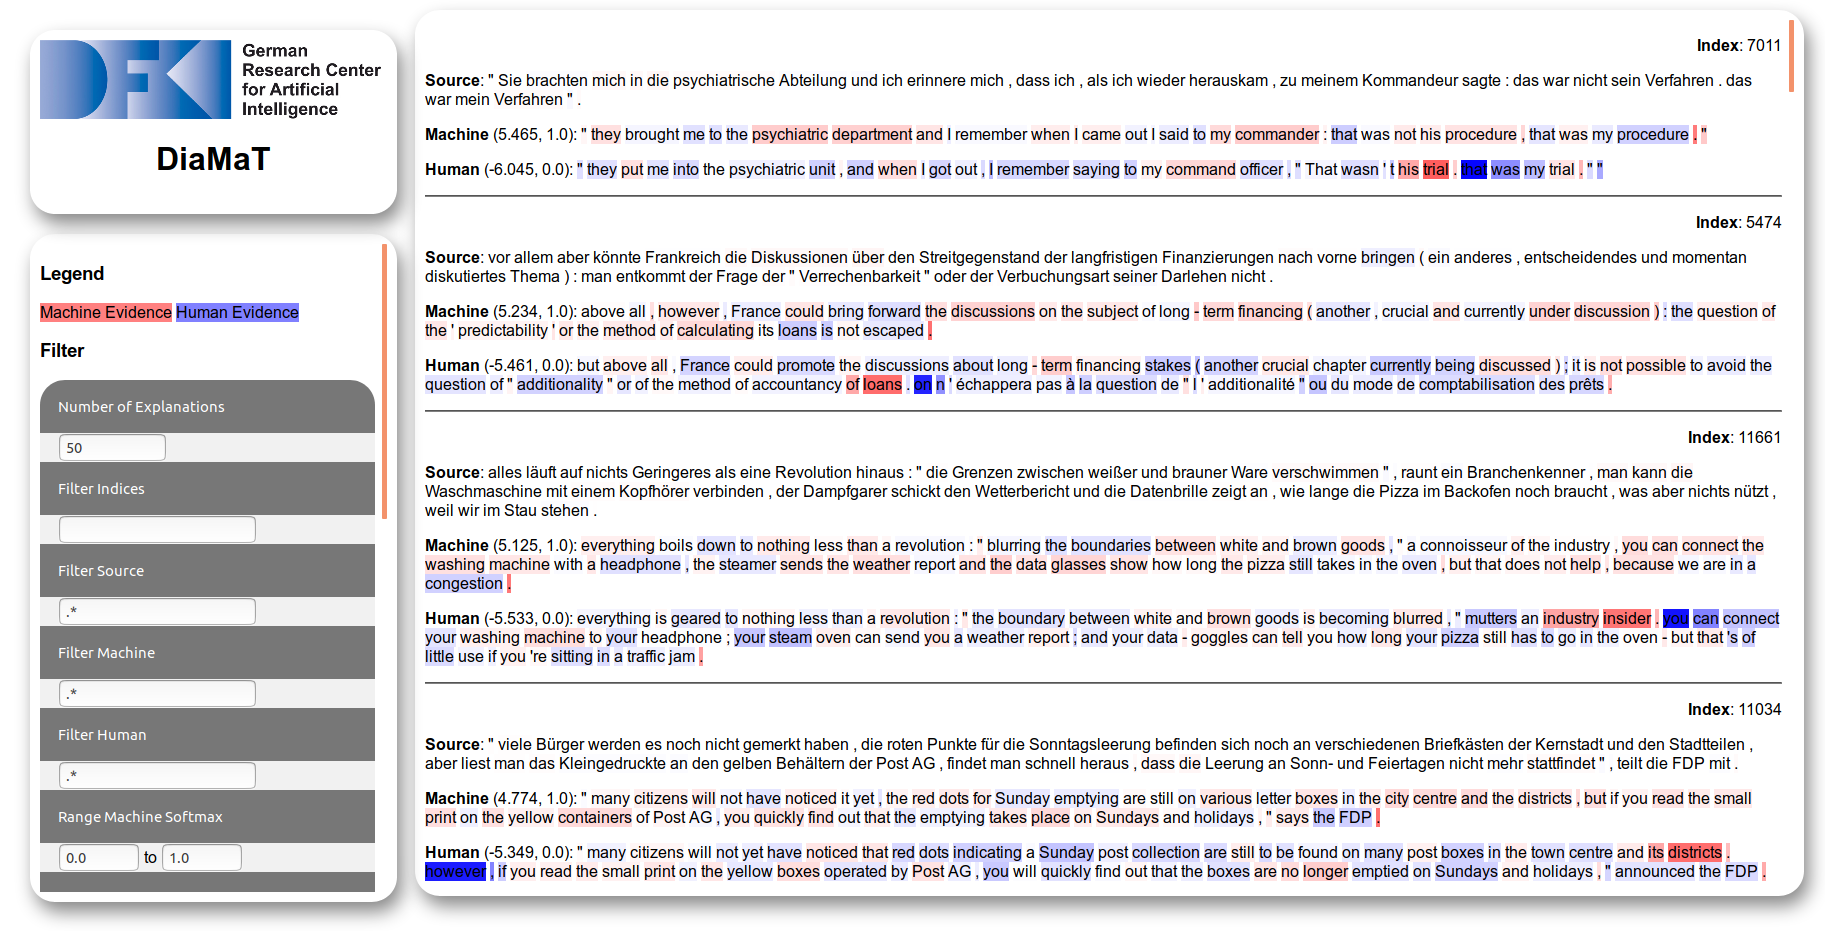 DFKI
German
Research Center
for Artificial
Intelligence
DiaMaT
Legend
Machine Evidence Human Evidence
Filter
Number of Explanations
50
Filter Indices
Filter Source
.*
Filter Machine
.*
Filter Human
.*
Range Machine Softmax
0.0 to 1.0
Index: 7011
Source: " Sie brachten mich in die psychiatrische Abteilung und ich erinnere mich , dass ich , als ich wieder herauskam , zu meinem Kommandeur sagte : das war nicht sein Verfahren . das
war mein Verfahren " .
Machine (5.465, 1.0): " they brought me to the psychiatric department and I remember when I came out I said to my commander : that was not his procedure , that was my procedure . "
Human (-6.045, 0.0): " they put me into the psychiatric unit , and when I got out , I remember saying to my command officer , " That wasn ' t his trial . that was my trial . " "
Index: 5474
Source: vor allem aber könnte Frankreich die Diskussionen über den Streitgegenstand der langfristigen Finanzierungen nach vorne bringen ( ein anderes , entscheidendes und momentan
diskutiertes Thema ) : man entkommt der Frage der " Verrechenbarkeit " oder der Verbuchungsart seiner Darlehen nicht .
Machine (5.234, 1.0): above all , however , France could bring forward the discussions on the subject of long - term financing ( another , crucial and currently under discussion ) : the question of
the ' predictability ' or the method of calculating its loans is not escaped .
Human (-5.461, 0.0): but above all , France could promote the discussions about long - term financing stakes ( another crucial chapter currently being discussed ) ; it is not possible to avoid the
question of " additionality " or of the method of accountancy of loans . on n ' échappera pas à la question de " l ' additionalité " ou du mode de comptabilisation des prêts .
Index: 11661
Source: alles läuft auf nichts Geringeres als eine Revolution hinaus : " die Grenzen zwischen weißer und brauner Ware verschwimmen " , raunt ein Branchenkenner , man kann die
Waschmaschine mit einem Kopfhörer verbinden , der Dampfgarer schickt den Wetterbericht und die Datenbrille zeigt an , wie lange die Pizza im Backofen noch braucht , was aber nichts nützt ,
weil wir im Stau stehen .
Machine (5.125, 1.0): everything boils down to nothing less than a revolution : " blurring the boundaries between white and brown goods , " a connoisseur of the industry , you can connect the
washing machine with a headphone , the steamer sends the weather report and the data glasses show how long the pizza still takes in the oven , but that does not help , because we are in a
congestion .
Human (-5.533, 0.0): everything is geared to nothing less than a revolution : " the boundary between white and brown goods is becoming blurred , " mutters an industry insider . you can connect
your washing machine to your headphone ; your steam oven can send you a weather report ; and your data - goggles can tell you how long your pizza still has to go in the oven - but that 's of
little use if you 're sitting in a traffic jam .
Index: 11034
Source: " viele Bürger werden es noch nicht gemerkt haben , die roten Punkte für die Sonntagsleerung befinden sich noch an verschiedenen Briefkästen der Kernstadt und den Stadtteilen ,
aber liest man das Kleingedruckte an den gelben Behältern der Post AG , findet man schnell heraus , dass die Leerung an Sonn- und Feiertagen nicht mehr stattfindet " , teilt die FDP mit .
Machine (4.774, 1.0): " many citizens will not have noticed it yet , the red dots for Sunday emptying are still on various letter boxes in the city centre and the districts , but if you read the small
print on the yellow containers of Post AG , you quickly find out that the emptying takes place on Sundays and holidays , " says the FDP .
Human (-5.349, 0.0): " many citizens will not yet have noticed that red dots indicating a Sunday post collection are still to be found on many post boxes in the town centre and its districts .
however , if you read the small print on the yellow boxes operated by Post AG , you will quickly find out that the boxes are no longer emptied on Sundays and holidays , " announced the FDP .